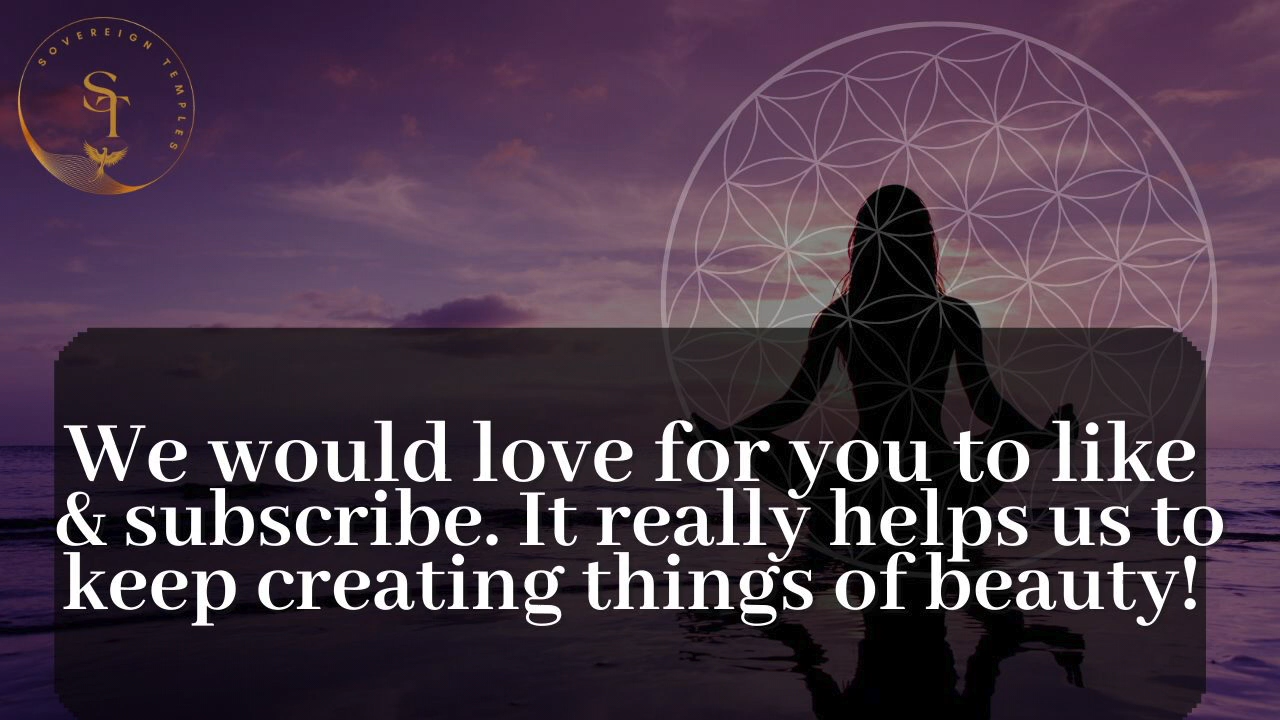 SOVEREIGN TEMPLES
ST
We would love for you to like
& subscribe. It really helps us to
keep creating things of beauty!